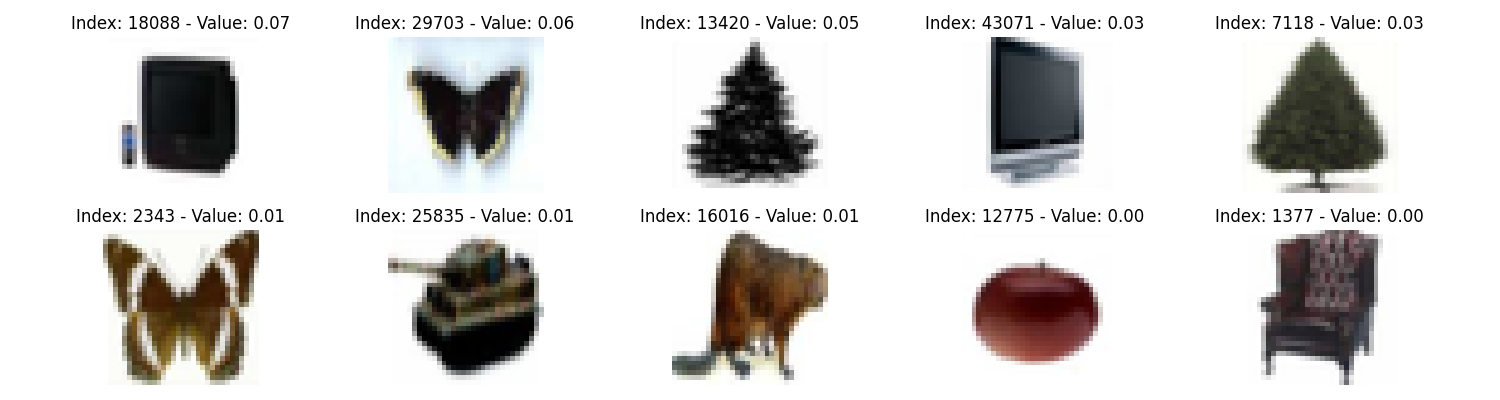 Index: 18088 - Value: 0.07
Index: 29703 - Value: 0.06
Index: 13420 - Value: 0.05
Index: 43071 - Value: 0.03
Index: 7118 - Value: 0.03
Index: 2343 - Value: 0.01
Index: 25835 - Value: 0.01
Index: 16016 - Value: 0.01
Index: 12775 - Value: 0.00
Index: 1377 - Value: 0.00